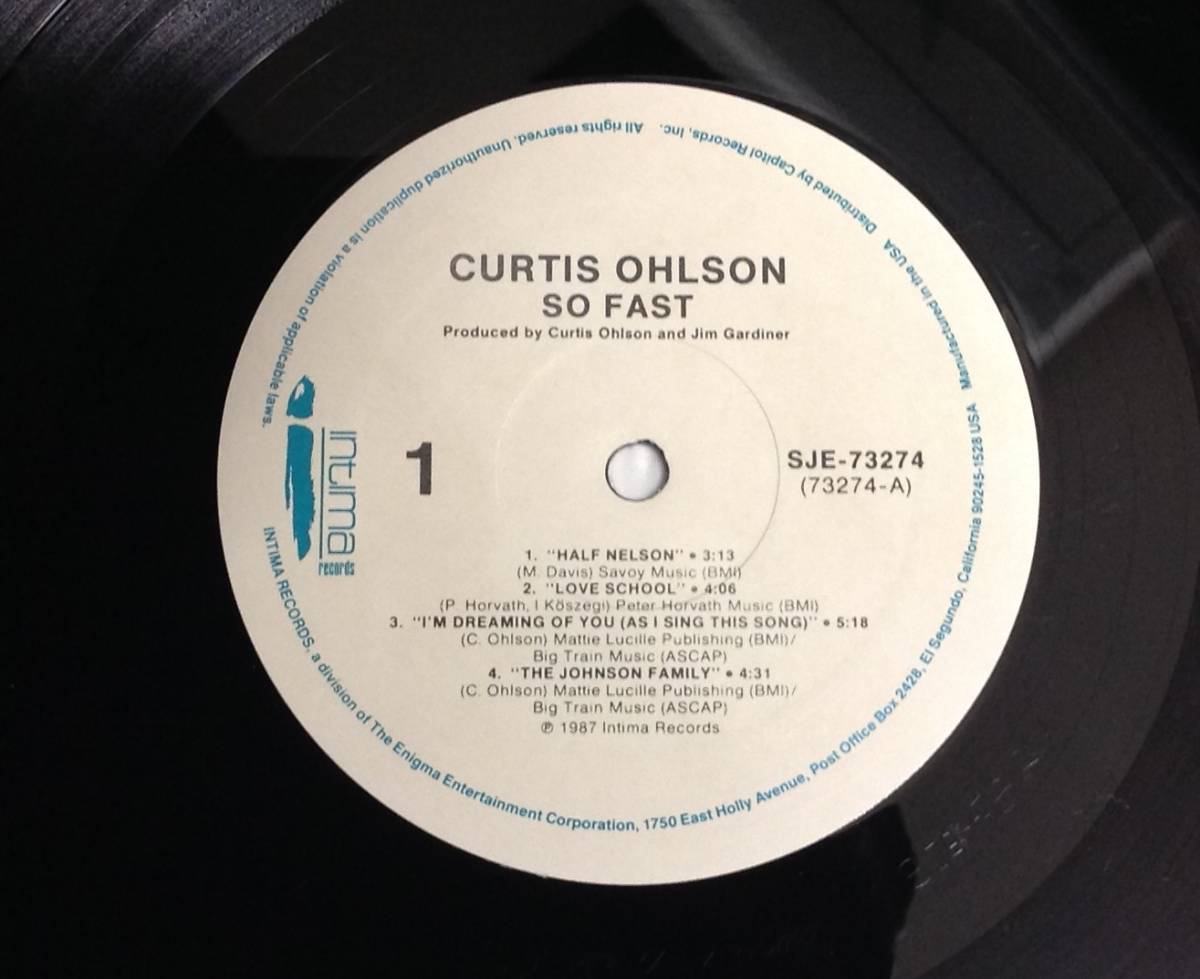 CURTIS OHLSON
SO FAST
Produced by Curtis Ohlson and Jim Gardiner
intima
records
1
SJE-73274
(73274-A)
1. "HALF NELSON" • 3:13
(M. Davis) Savoy Music (BMI)
2. "LOVE SCHOOL" • 4:06
(P. Horvath, I Köszegi) Peter Horvath Music (BMI)
3. "I'M DREAMING OF YOU (AS I SING THIS SONG)" • 5:18
(C. Ohlson) Mattie Lucille Publishing (BMI)/
Big Train Music (ASCAP)
4. "THE JOHNSON FAMILY" • 4:31
(C. Ohlson) Mattie Lucille Publishing (BMI)/
Big Train Music (ASCAP)
℗ 1987 Intima Records
INTIMA RECORDS, a division of The Enigma Entertainment Corporation, 1750 East Holly Avenue, Post Office Box 2428, El Segundo, California 90245-1528 USA Manufactured in the USA Distributed by Capitol Records, Inc. All rights reserved. Unauthorized duplication is a violation of applicable laws.